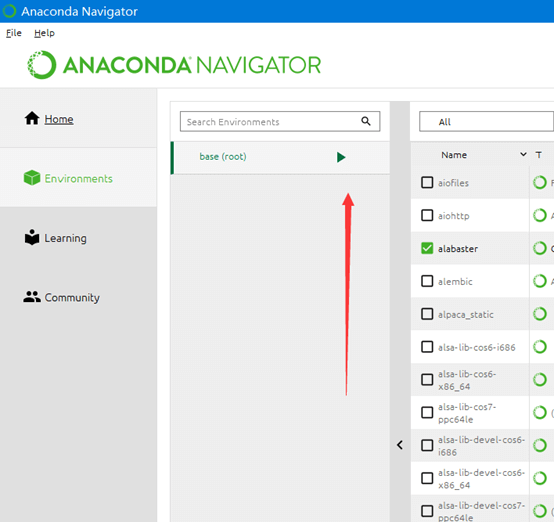 Anaconda Navigator
File Help
ANACONDA NAVIGATOR
Home
Environments
Learning
Community
Search Environments
base (root)
All
Name T
aiofiles
aiohttp
alabaster
alembic
alpaca_static
alsa-lib-cos6-i686
alsa-lib-cos6-
x86_64
alsa-lib-cos7-
ppc64le
alsa-lib-devel-cos6-
i686
alsa-lib-devel-cos6-
x86_64
alsa-lib-devel-cos7-
ppc64le